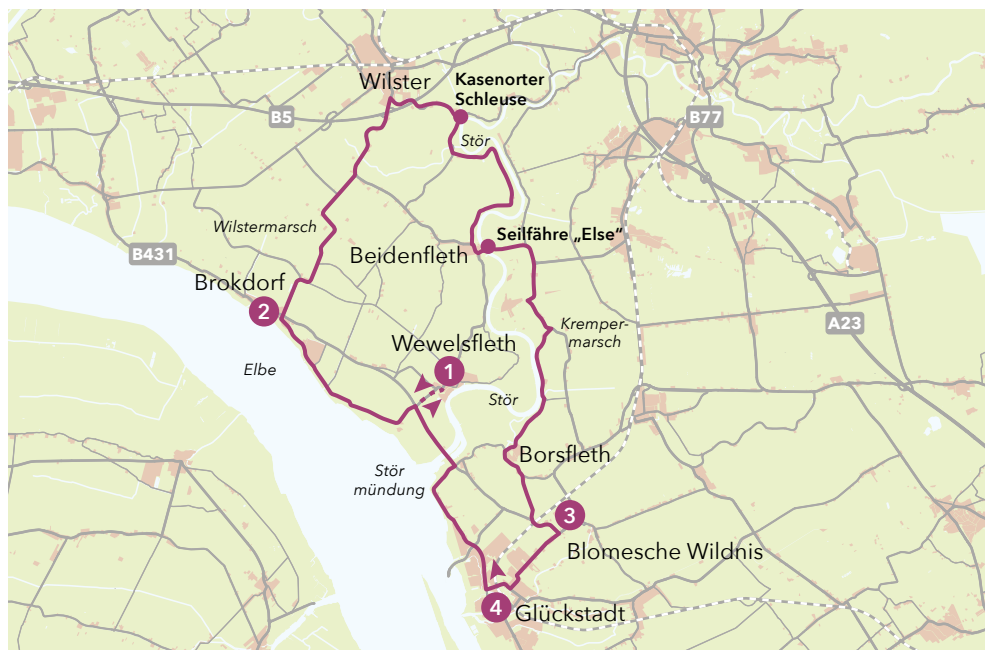 Wilster
Kasenorter
Schleuse
B5
B77
Stör
Wilstermarsch
Seilfähre „Else“
B431
Beidenfleth
Brokdorf
2
Kremper-
marsch
A23
Wewelsfleth
1
Elbe
Stör
Borsfleth
Stör
mündung
3
Blomesche Wildnis
4
Glückstadt